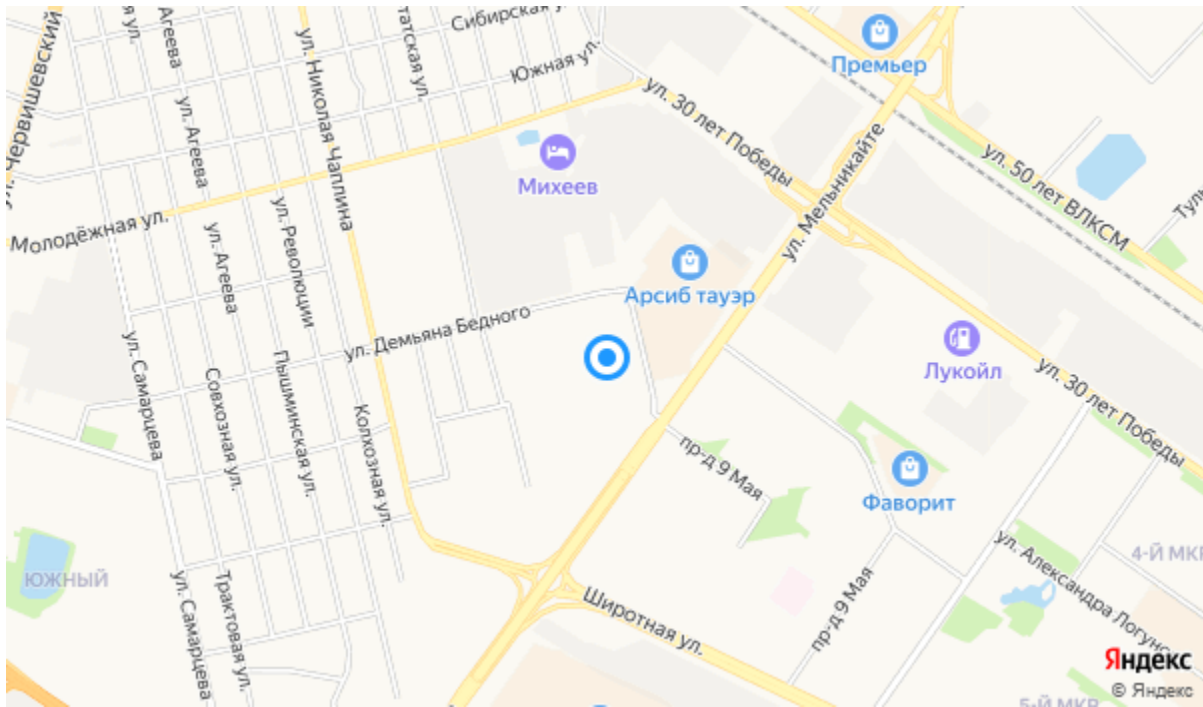 Сибирская ул.
Агеева
Южная ул.
Премьер
ул. Николая Чаплина
ул. 30 лет Победы
ул. Агеева
ул. 50 лет ВЛКСМ
Михеев
ул. Мельникайте
Молодёжная ул.
ул. Революции
ул. Агеева
Арсиб тауэр
ул. Демьяна Бедного
Лукойл
ул. Самарцева
Совхозная ул.
Пышминская ул.
Колхозная ул.
ул. 30 лет Победы
пр-д 9 Мая
Фаворит
ЮЖНЫЙ
ул. Самарцева
Трактовая ул.
Широтная ул.
пр-д 9 Мая
ул. Александра Логунс
4-Й МКР
Яндекс
© Яндекс
5-Й МКР